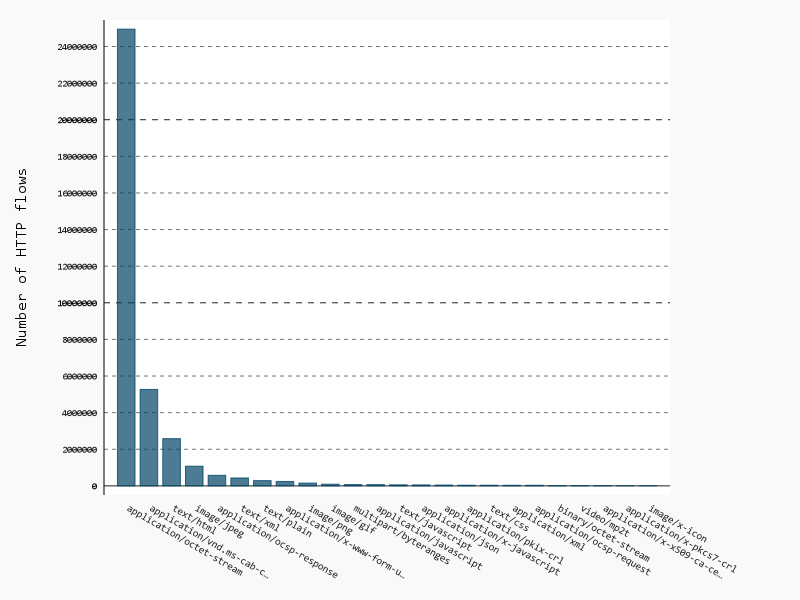 Number of HTTP flows
24000000
22000000
20000000
18000000
16000000
14000000
12000000
10000000
8000000
6000000
4000000
2000000
0
application/octet-stream
application/vnd.ms-cab-c…
text/html
image/jpeg
application/ocsp-response
text/xml
text/plain
application/x-www-form-u…
image/png
image/gif
multipart/byteranges
application/javascript
text/javascript
application/json
application/x-javascript
application/pkix-crl
text/css
application/xml
application/ocsp-request
binary/octet-stream
video/mp2t
application/x-x509-ca-ce…
application/x-pkcs7-crl
image/x-icon